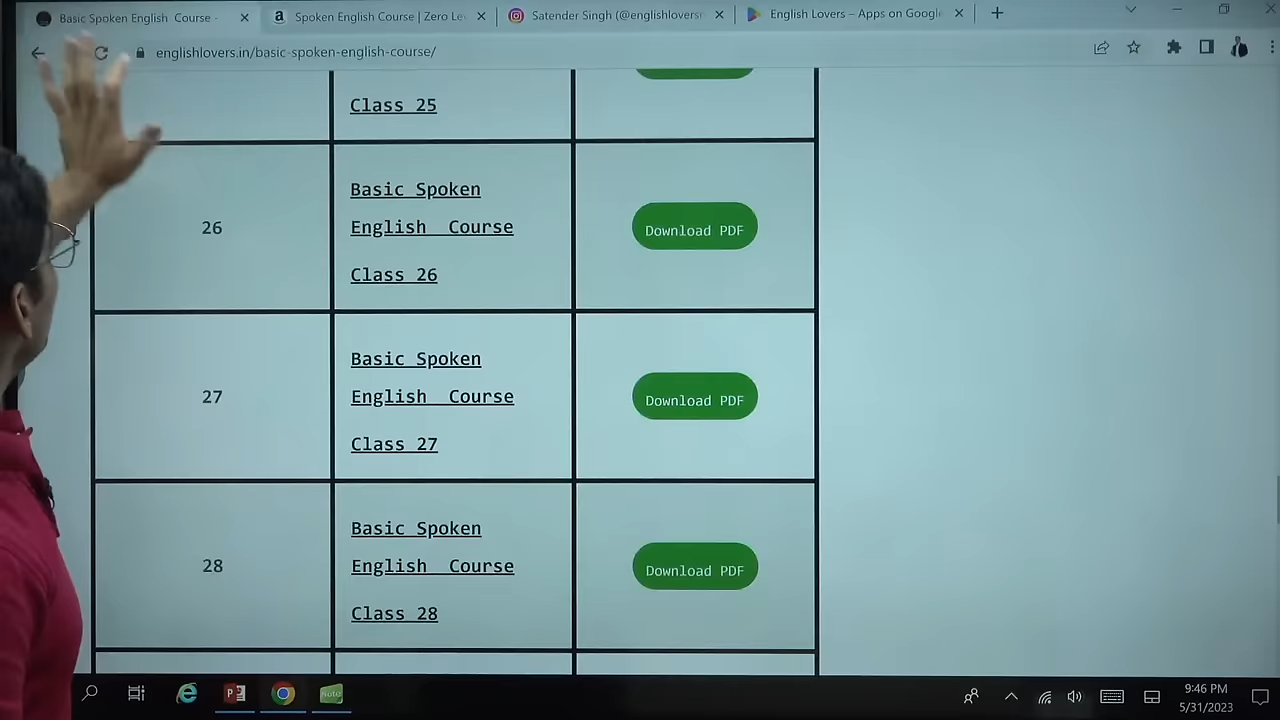 Basic Spoken English Course -
Spoken English Course | Zero Le
Satender Singh (@englishlovers
English Lovers – Apps on Google
englishlovers.in/basic-spoken-english-course/
Class 25
26
Basic Spoken
English Course
Class 26
Download PDF
27
Basic Spoken
English Course
Class 27
Download PDF
28
Basic Spoken
English Course
Class 28
Download PDF
Note
9:46 PM
5/31/2023